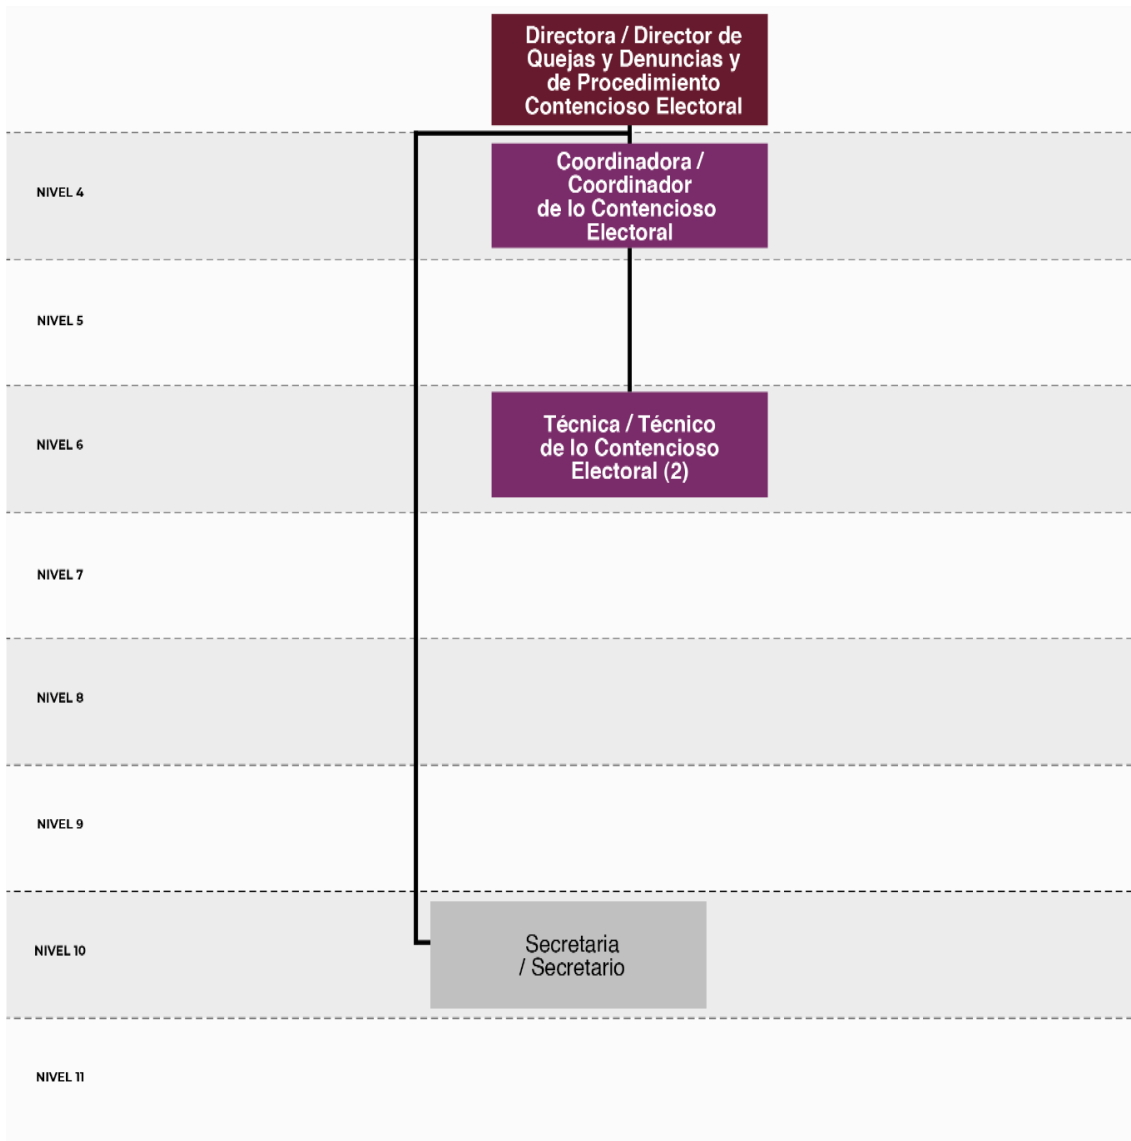 Directora / Director de
Quejas y Denuncias y
de Procedimiento
Contencioso Electoral
NIVEL 4
Coordinadora /
Coordinador
de lo Contencioso
Electoral
NIVEL 5
NIVEL 6
Técnica / Técnico
de lo Contencioso
Electoral (2)
NIVEL 7
NIVEL 8
NIVEL 9
NIVEL 10
Secretaria
/ Secretario
NIVEL 11